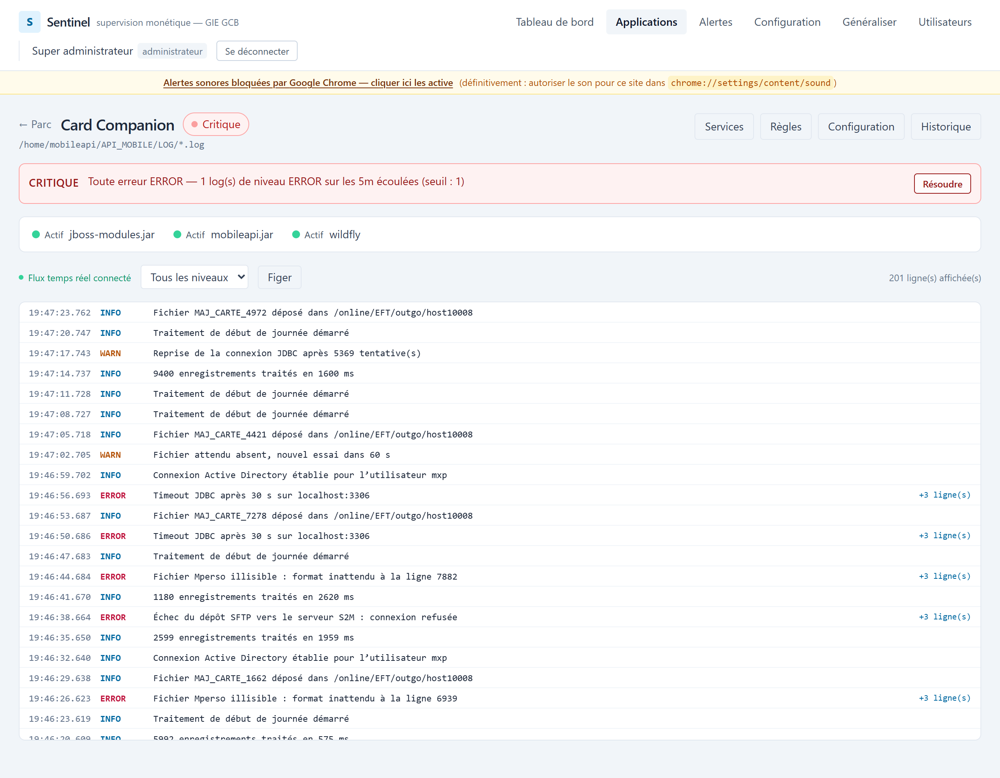 S Sentinel supervision monétique — GIE GCB
Tableau de bord Applications Alertes Configuration Généraliser Utilisateurs
Super administrateur administrateur Se déconnecter
Alertes sonores bloquées par Google Chrome — cliquer ici les active (définitivement : autoriser le son pour ce site dans chrome://settings/content/sound )
← Parc Card Companion Critique
Services Règles Configuration Historique
/home/mobileapi/API_MOBILE/LOG/*.log
CRITIQUE Toute erreur ERROR — 1 log(s) de niveau ERROR sur les 5m écoulées (seuil : 1) Résoudre
Actif jboss-modules.jar Actif mobileapi.jar Actif wildfly
Flux temps réel connecté Tous les niveaux Figer 201 ligne(s) affichée(s)
19:47:23.762 INFO Fichier MAJ_CARTE_4972 déposé dans /online/EFT/outgo/host10008
19:47:20.747 INFO Traitement de début de journée démarré
19:47:17.743 WARN Reprise de la connexion JDBC après 5369 tentative(s)
19:47:14.737 INFO 9400 enregistrements traités en 1600 ms
19:47:11.728 INFO Traitement de début de journée démarré
19:47:08.727 INFO Traitement de début de journée démarré
19:47:05.718 INFO Fichier MAJ_CARTE_4421 déposé dans /online/EFT/outgo/host10008
19:47:02.705 WARN Fichier attendu absent, nouvel essai dans 60 s
19:46:59.702 INFO Connexion Active Directory établie pour l’utilisateur mxp
19:46:56.693 ERROR Timeout JDBC après 30 s sur localhost:3306 +3 ligne(s)
19:46:53.687 INFO Fichier MAJ_CARTE_7278 déposé dans /online/EFT/outgo/host10008
19:46:50.686 ERROR Timeout JDBC après 30 s sur localhost:3306 +3 ligne(s)
19:46:47.683 INFO Traitement de début de journée démarré
19:46:44.684 ERROR Fichier Mperso illisible : format inattendu à la ligne 7882 +3 ligne(s)
19:46:41.670 INFO 1180 enregistrements traités en 2620 ms
19:46:38.664 ERROR Échec du dépôt SFTP vers le serveur S2M : connexion refusée +3 ligne(s)
19:46:35.650 INFO 2599 enregistrements traités en 1959 ms
19:46:32.640 INFO Connexion Active Directory établie pour l’utilisateur mxp
19:46:29.638 INFO Fichier MAJ_CARTE_1662 déposé dans /online/EFT/outgo/host10008
19:46:26.623 ERROR Fichier Mperso illisible : format inattendu à la ligne 6939 +3 ligne(s)
19:46:23.619 INFO Traitement de début de journée démarré
19:46:20.609 INFO 5992 enregistrements traités en 575 ms